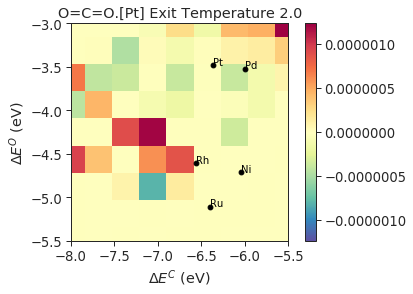 O=C=O.[Pt] Exit Temperature 2.0
−3.0
−3.5
−4.0
−4.5
−5.0
−5.5
ΔE^O (eV)
Pt
Pd
Rh
Ni
Ru
−8.0 −7.5 −7.0 −6.5 −6.0 −5.5
ΔE^C (eV)
0.0000010
0.0000005
0.0000000
−0.0000005
−0.0000010